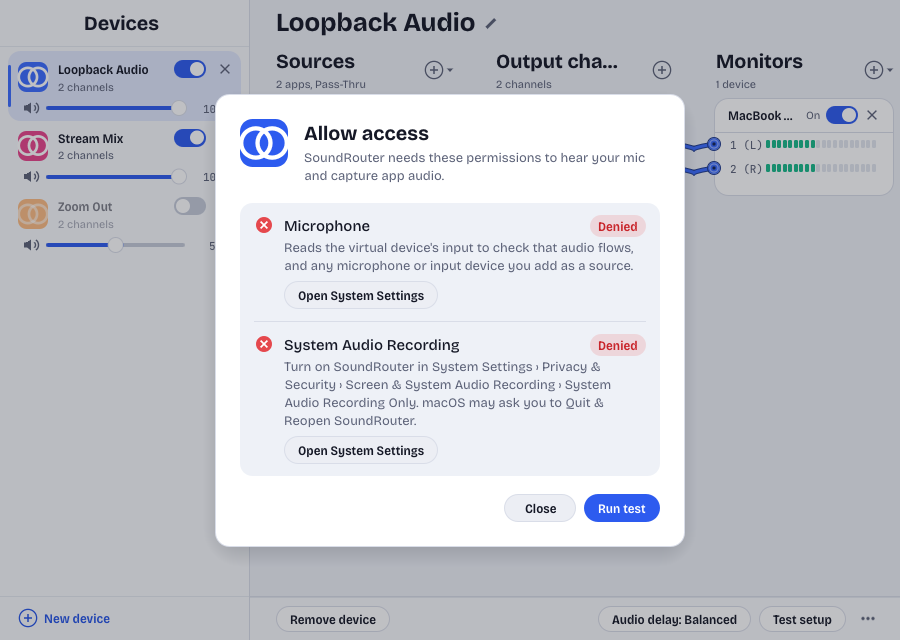 Devices
Loopback Audio
2 channels
10
Stream Mix
2 channels
10
Zoom Out
2 channels
5
New device
Loopback Audio
Sources
2 apps, Pass-Thru
Output cha...
2 channels
Monitors
1 device
MacBook ...
On
1 (L)
2 (R)
Allow access
SoundRouter needs these permissions to hear your mic
and capture app audio.
Microphone
Denied
Reads the virtual device's input to check that audio flows,
and any microphone or input device you add as a source.
Open System Settings
System Audio Recording
Denied
Turn on SoundRouter in System Settings › Privacy &
Security › Screen & System Audio Recording › System
Audio Recording Only. macOS may ask you to Quit &
Reopen SoundRouter.
Open System Settings
Close
Run test
Remove device
Audio delay: Balanced
Test setup